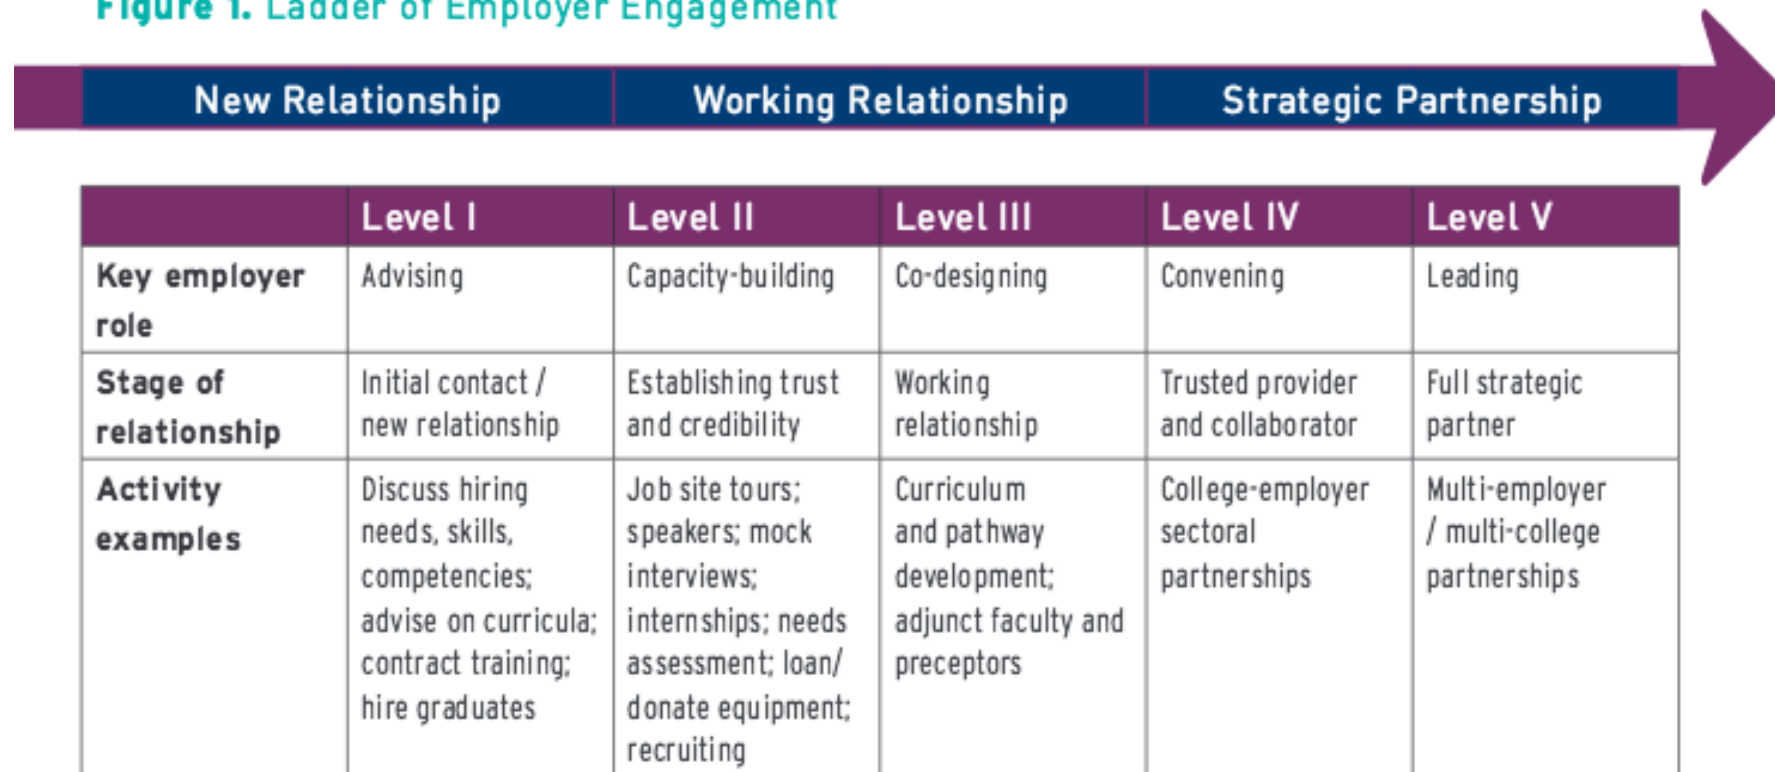 Figure 1. Ladder of Employer Engagement
New Relationship
Working Relationship
Strategic Partnership
Level I
Level II
Level III
Level IV
Level V
Key employer
role
Advising
Capacity-building
Co-designing
Convening
Leading
Stage of
relationship
Initial contact /
new relationship
Establishing trust
and credibility
Working
relationship
Trusted provider
and collaborator
Full strategic
partner
Activity
examples
Discuss hiring
needs, skills,
competencies;
advise on curricula;
contract training;
hire graduates
Job site tours;
speakers; mock
interviews;
internships; needs
assessment; loan/
donate equipment;
recruiting
Curriculum
and pathway
development;
adjunct faculty and
preceptors
College-employer
sectoral
partnerships
Multi-employer
/ multi-college
partnerships